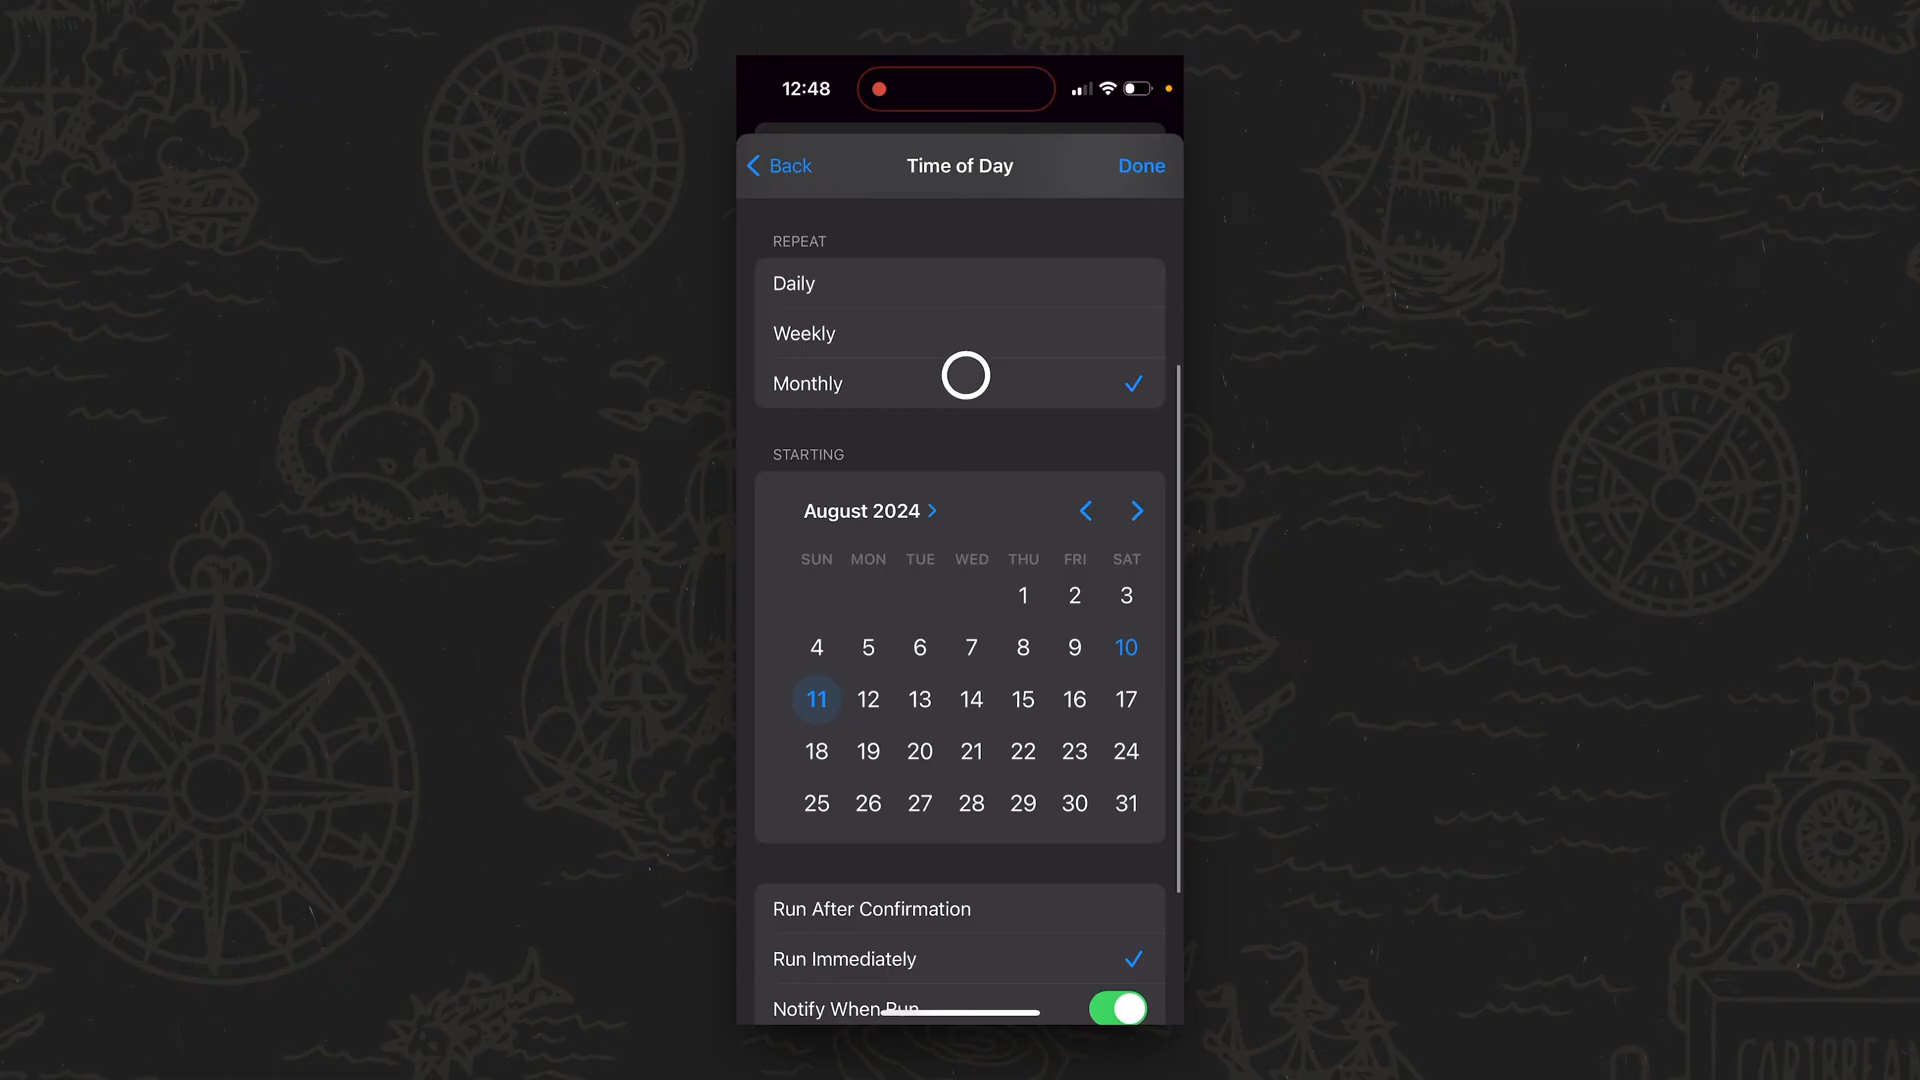 12:48
Back Time of Day Done
REPEAT
Daily
Weekly
Monthly
STARTING
August 2024
SUN MON TUE WED THU FRI SAT
1 2 3
4 5 6 7 8 9 10
11 12 13 14 15 16 17
18 19 20 21 22 23 24
25 26 27 28 29 30 31
Run After Confirmation
Run Immediately
Notify When Run
CARIBBEAN